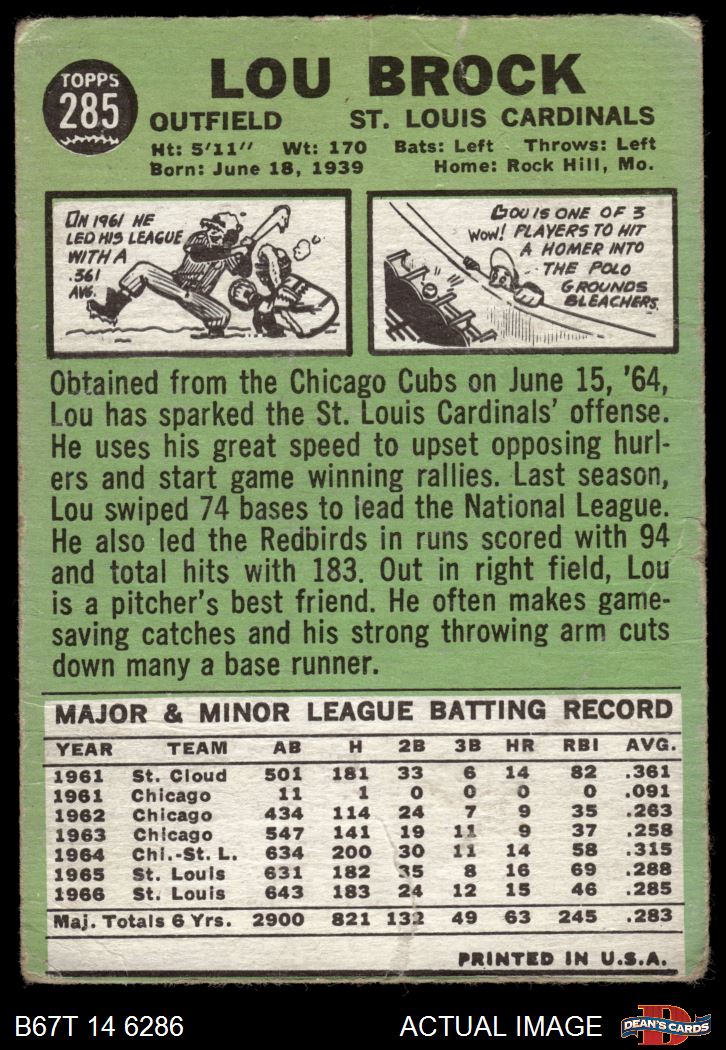 TOPPS
285
LOU BROCK
OUTFIELD ST. LOUIS CARDINALS
Ht: 5'11" Wt: 170 Bats: Left Throws: Left
Born: June 18, 1939 Home: Rock Hill, Mo.
IN 1961 HE
LED HIS LEAGUE
WITH A
.361
AVG.
LOU IS ONE OF 3
WOW! PLAYERS TO HIT
A HOMER INTO
THE POLO
GROUNDS
BLEACHERS.
Obtained from the Chicago Cubs on June 15, '64,
Lou has sparked the St. Louis Cardinals' offense.
He uses his great speed to upset opposing hurl-
ers and start game winning rallies. Last season,
Lou swiped 74 bases to lead the National League.
He also led the Redbirds in runs scored with 94
and total hits with 183. Out in right field, Lou
is a pitcher's best friend. He often makes game-
saving catches and his strong throwing arm cuts
down many a base runner.
MAJOR & MINOR LEAGUE BATTING RECORD
YEAR TEAM AB H 2B 3B HR RBI AVG.
1961 St. Cloud 501 181 33 6 14 82 .361
1961 Chicago 11 1 0 0 0 0 .091
1962 Chicago 434 114 24 7 9 35 .263
1963 Chicago 547 141 19 11 9 37 .258
1964 Chi.-St. L. 634 200 30 11 14 58 .315
1965 St. Louis 631 182 35 8 16 69 .288
1966 St. Louis 643 183 24 12 15 46 .285
Maj. Totals 6 Yrs. 2900 821 132 49 63 245 .283
PRINTED IN U.S.A.
B67T 14 6286 ACTUAL IMAGE
D
DEAN'S CARDS